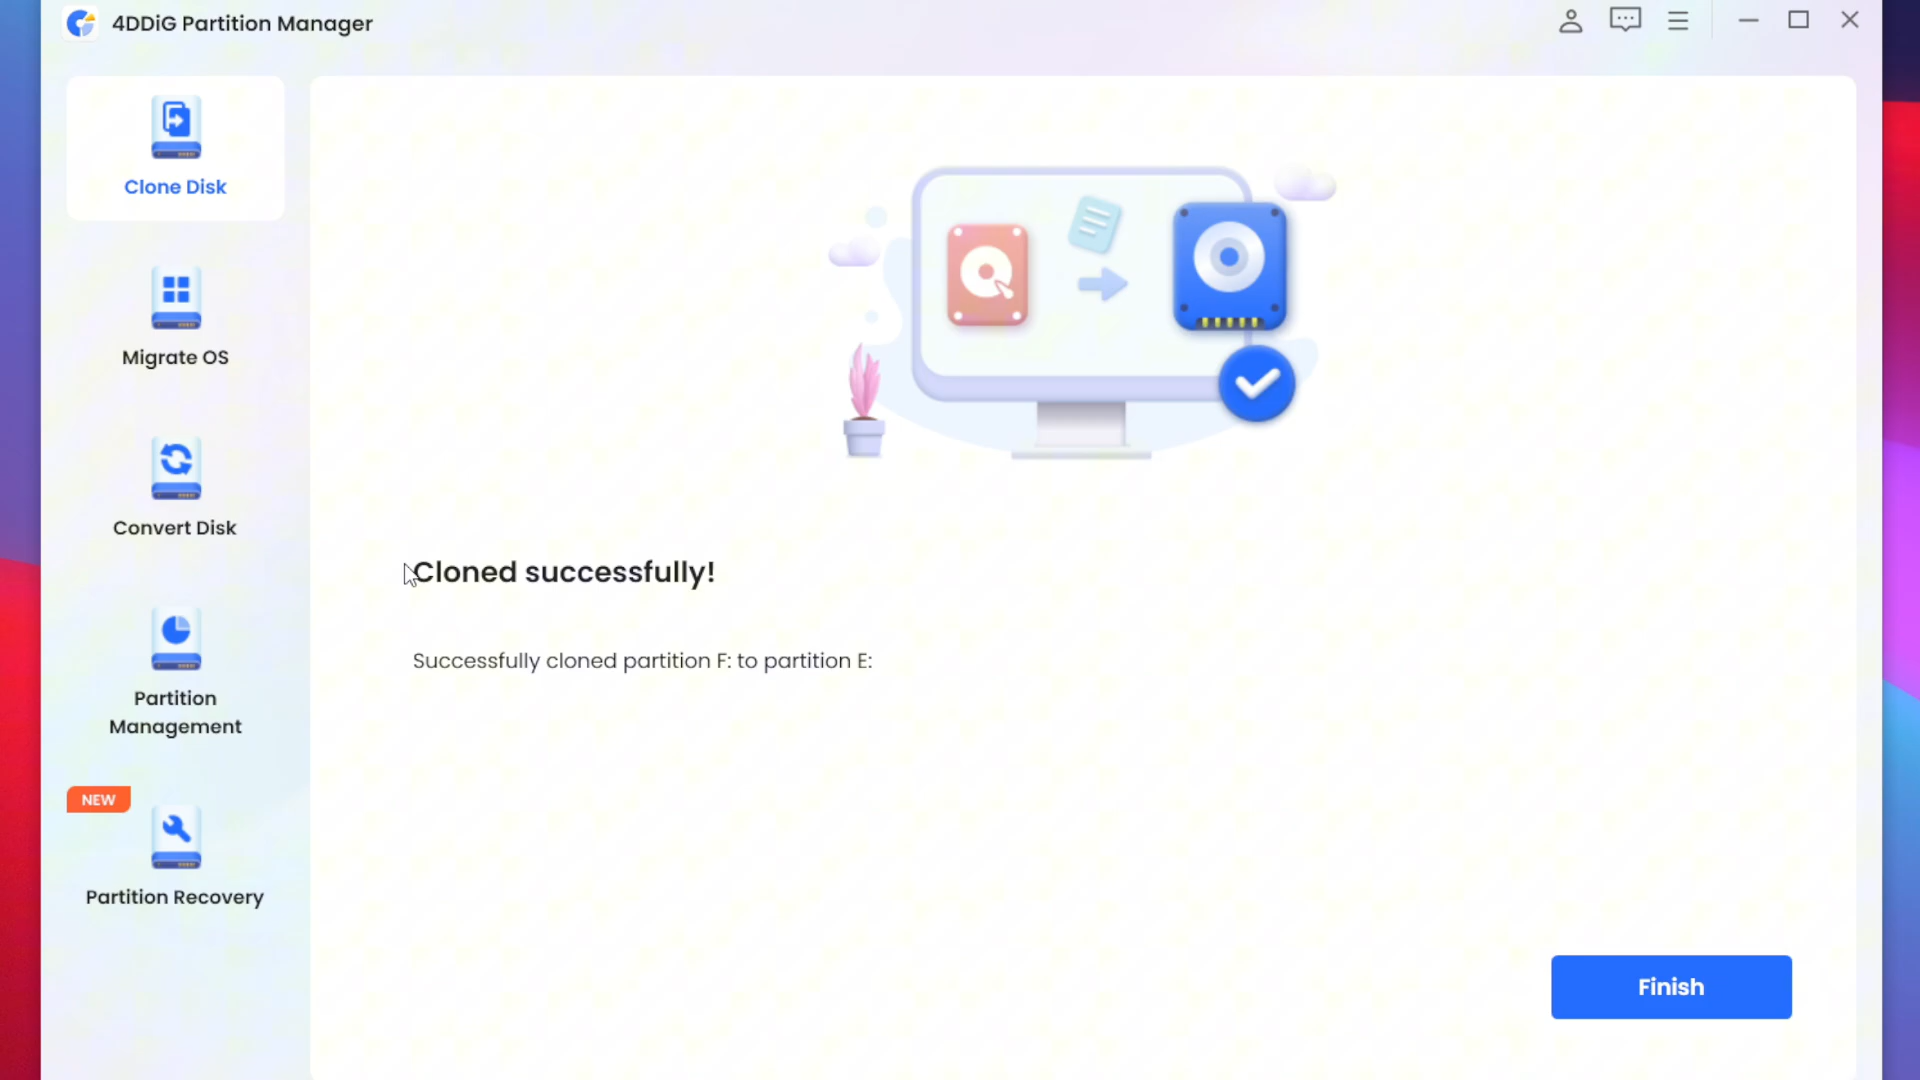 4DDiG Partition Manager
Clone Disk
Migrate OS
Convert Disk
Partition
Management
NEW
Partition Recovery
Cloned successfully!
Successfully cloned partition F: to partition E:
Finish